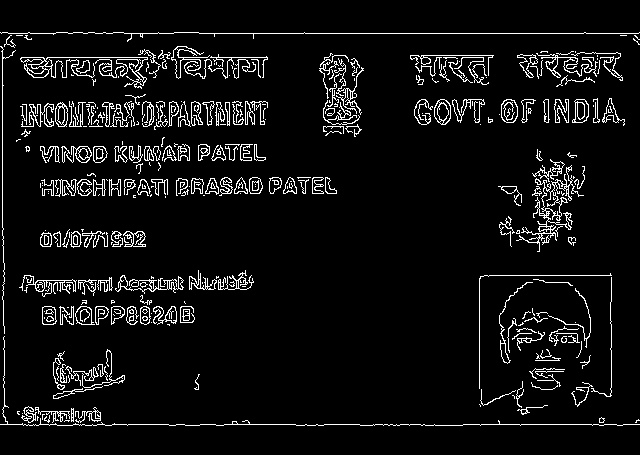 आयकर विभाग
भारत सरकार
INCOME TAX DEPARTMENT
GOVT. OF INDIA
VINOD KUMAR PATEL
HINCHHPATI PRASAD PATEL
01/07/1992
Permanent Account Number
BNQPP8824B
Signature